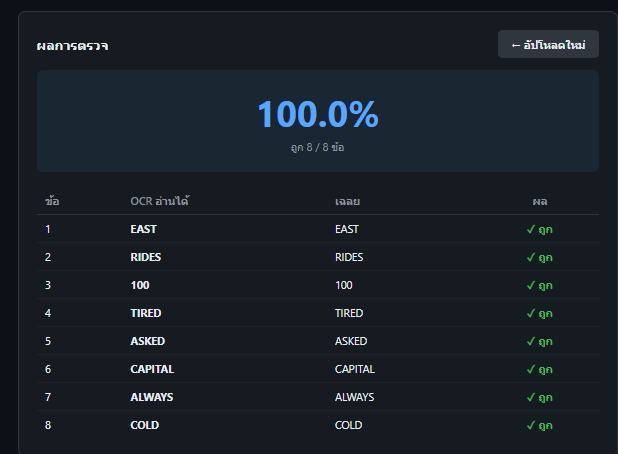 ผลการตรวจ
← อัปโหลดใหม่
100.0%
ถูก 8 / 8 ข้อ
ข้อ OCR อ่านได้ เฉลย ผล
1 EAST EAST ✓ ถูก
2 RIDES RIDES ✓ ถูก
3 100 100 ✓ ถูก
4 TIRED TIRED ✓ ถูก
5 ASKED ASKED ✓ ถูก
6 CAPITAL CAPITAL ✓ ถูก
7 ALWAYS ALWAYS ✓ ถูก
8 COLD COLD ✓ ถูก